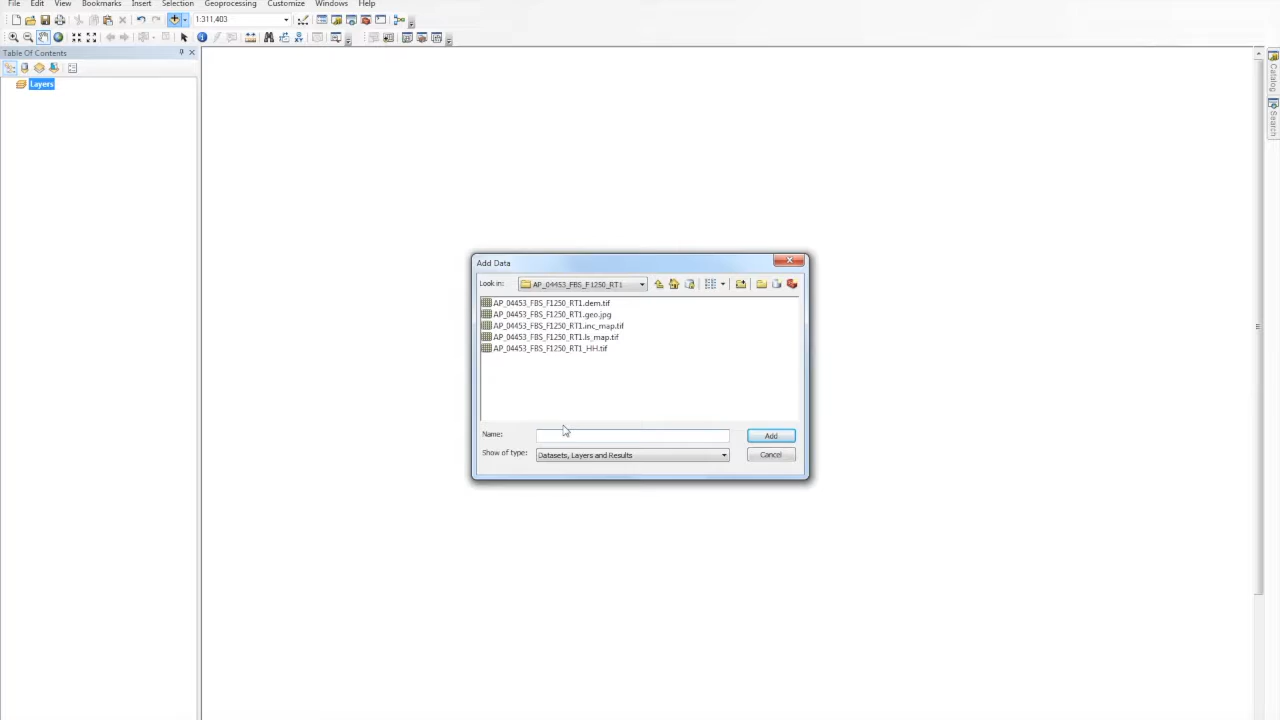 File Edit View Bookmarks Insert Selection Geoprocessing Customize Windows Help
1:311,403
Table Of Contents
Layers
Catalog
Search
Add Data
Look in: AP_04453_FBS_F1250_RT1
AP_04453_FBS_F1250_RT1.dem.tif
AP_04453_FBS_F1250_RT1.geo.jpg
AP_04453_FBS_F1250_RT1.inc_map.tif
AP_04453_FBS_F1250_RT1.ls_map.tif
AP_04453_FBS_F1250_RT1_HH.tif
Name: Add
Show of type: Datasets, Layers and Results Cancel